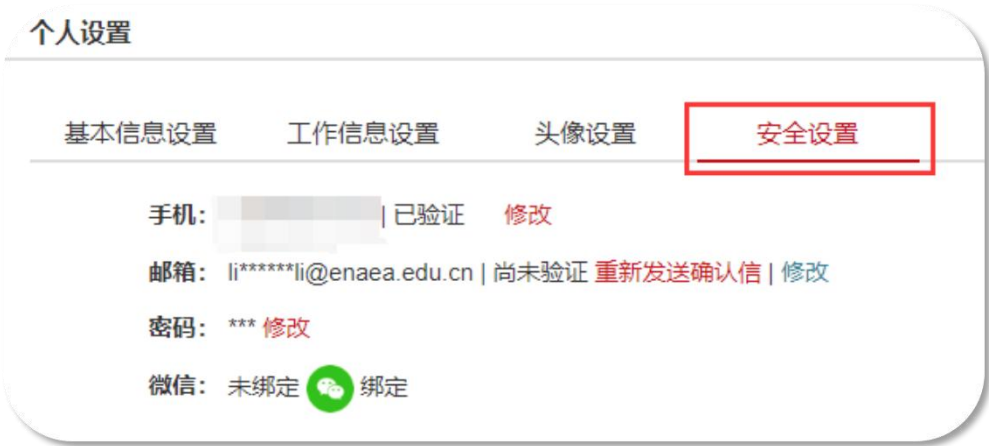 个人设置
基本信息设置 工作信息设置 头像设置 安全设置
手机： | 已验证 修改
邮箱： li******li@enaea.edu.cn | 尚未验证 重新发送确认信 | 修改
密码： *** 修改
微信： 未绑定 绑定